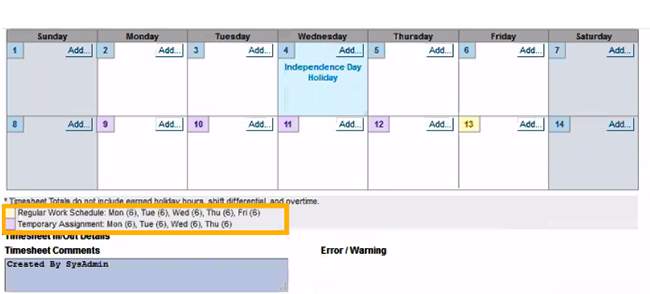 Sunday Monday Tuesday Wednesday Thursday Friday Saturday
1 Add... 2 Add... 3 Add... 4 Add... 5 Add... 6 Add... 7 Add...
Independence Day
Holiday
8 Add... 9 Add... 10 Add... 11 Add... 12 Add... 13 Add... 14 Add...
* Timesheet Totals do not include earned holiday hours, shift differential, and overtime.
Regular Work Schedule: Mon (6), Tue (6), Wed (6), Thu (6), Fri (6)
Temporary Assignment: Mon (6), Tue (6), Wed (6), Thu (6)
Timesheet In/Out Details
Timesheet Comments Error / Warning
Created By SysAdmin